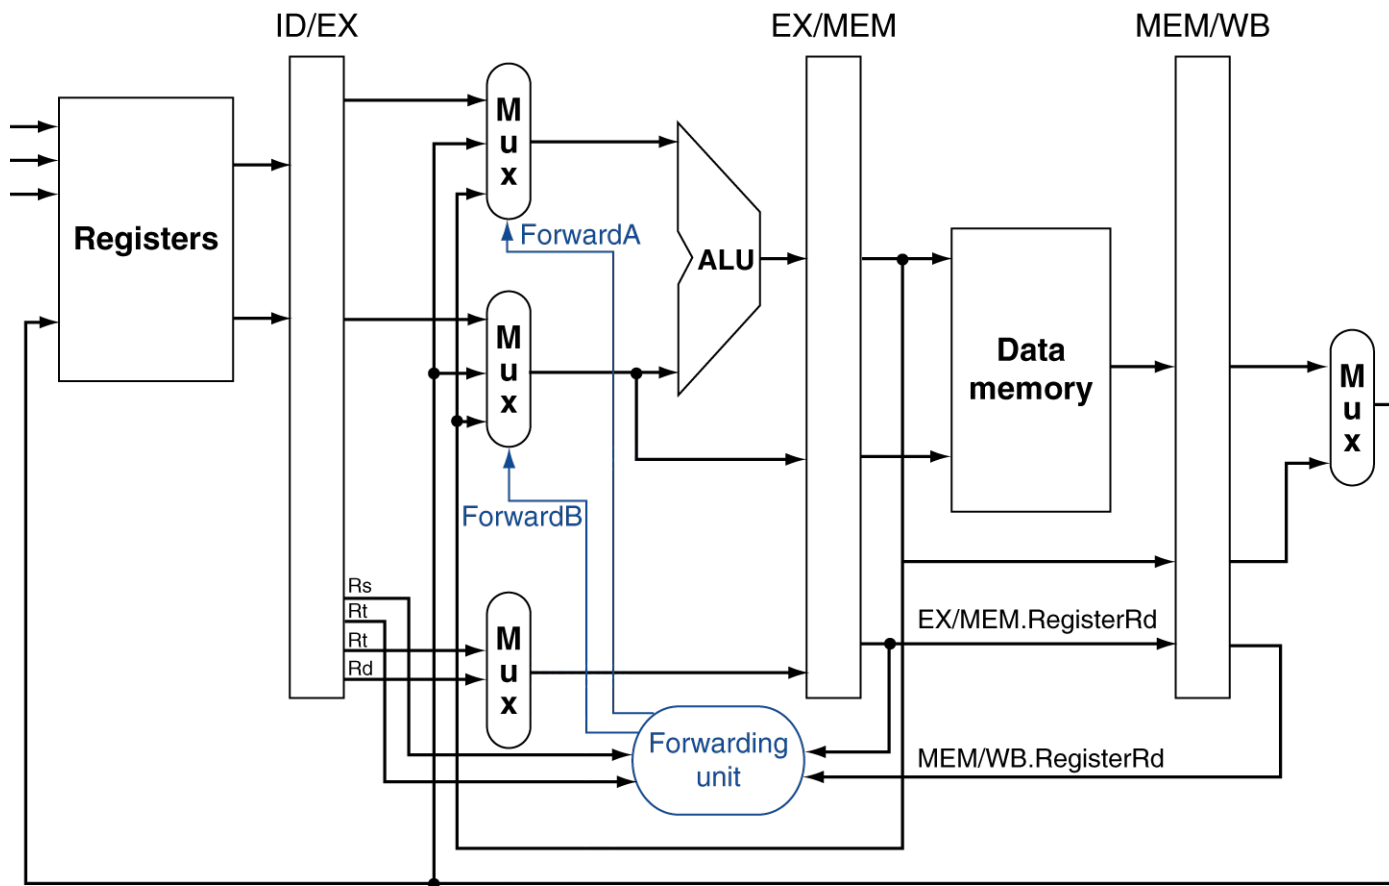 ID/EX
EX/MEM
MEM/WB
M
u
x
Registers
ForwardA
ALU
M
u
x
Data
memory
M
u
x
ForwardB
Rs
Rt
Rt
Rd
M
u
x
EX/MEM.RegisterRd
Forwarding
unit
MEM/WB.RegisterRd